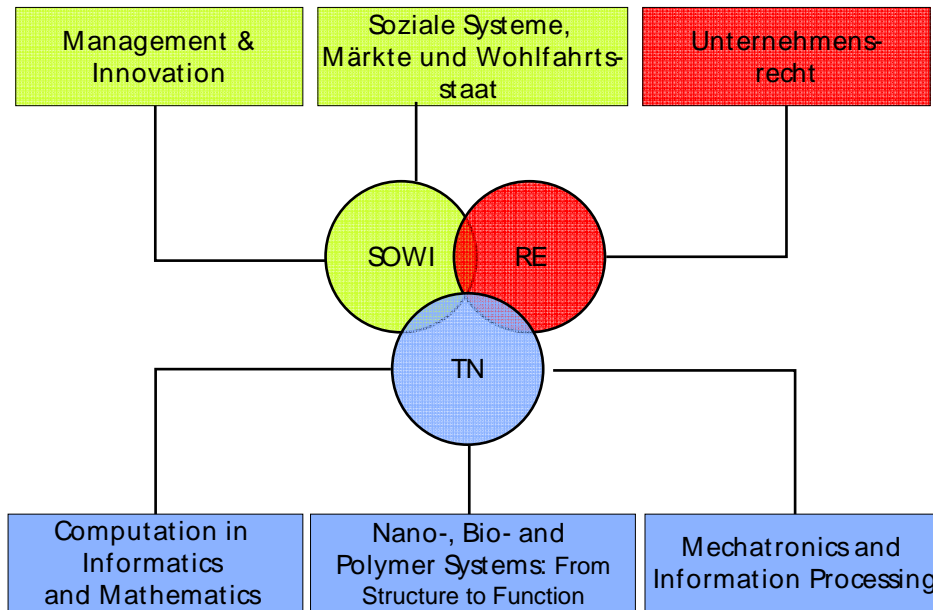 Management &
Innovation
Soziale Systeme,
Märkte und Wohlfahrts-
staat
Unternehmens-
recht
SOWI
RE
TN
Computation in
Informatics
and Mathematics
Nano-, Bio- and
Polymer Systems: From
Structure to Function
Mechatronics and
Information Processing